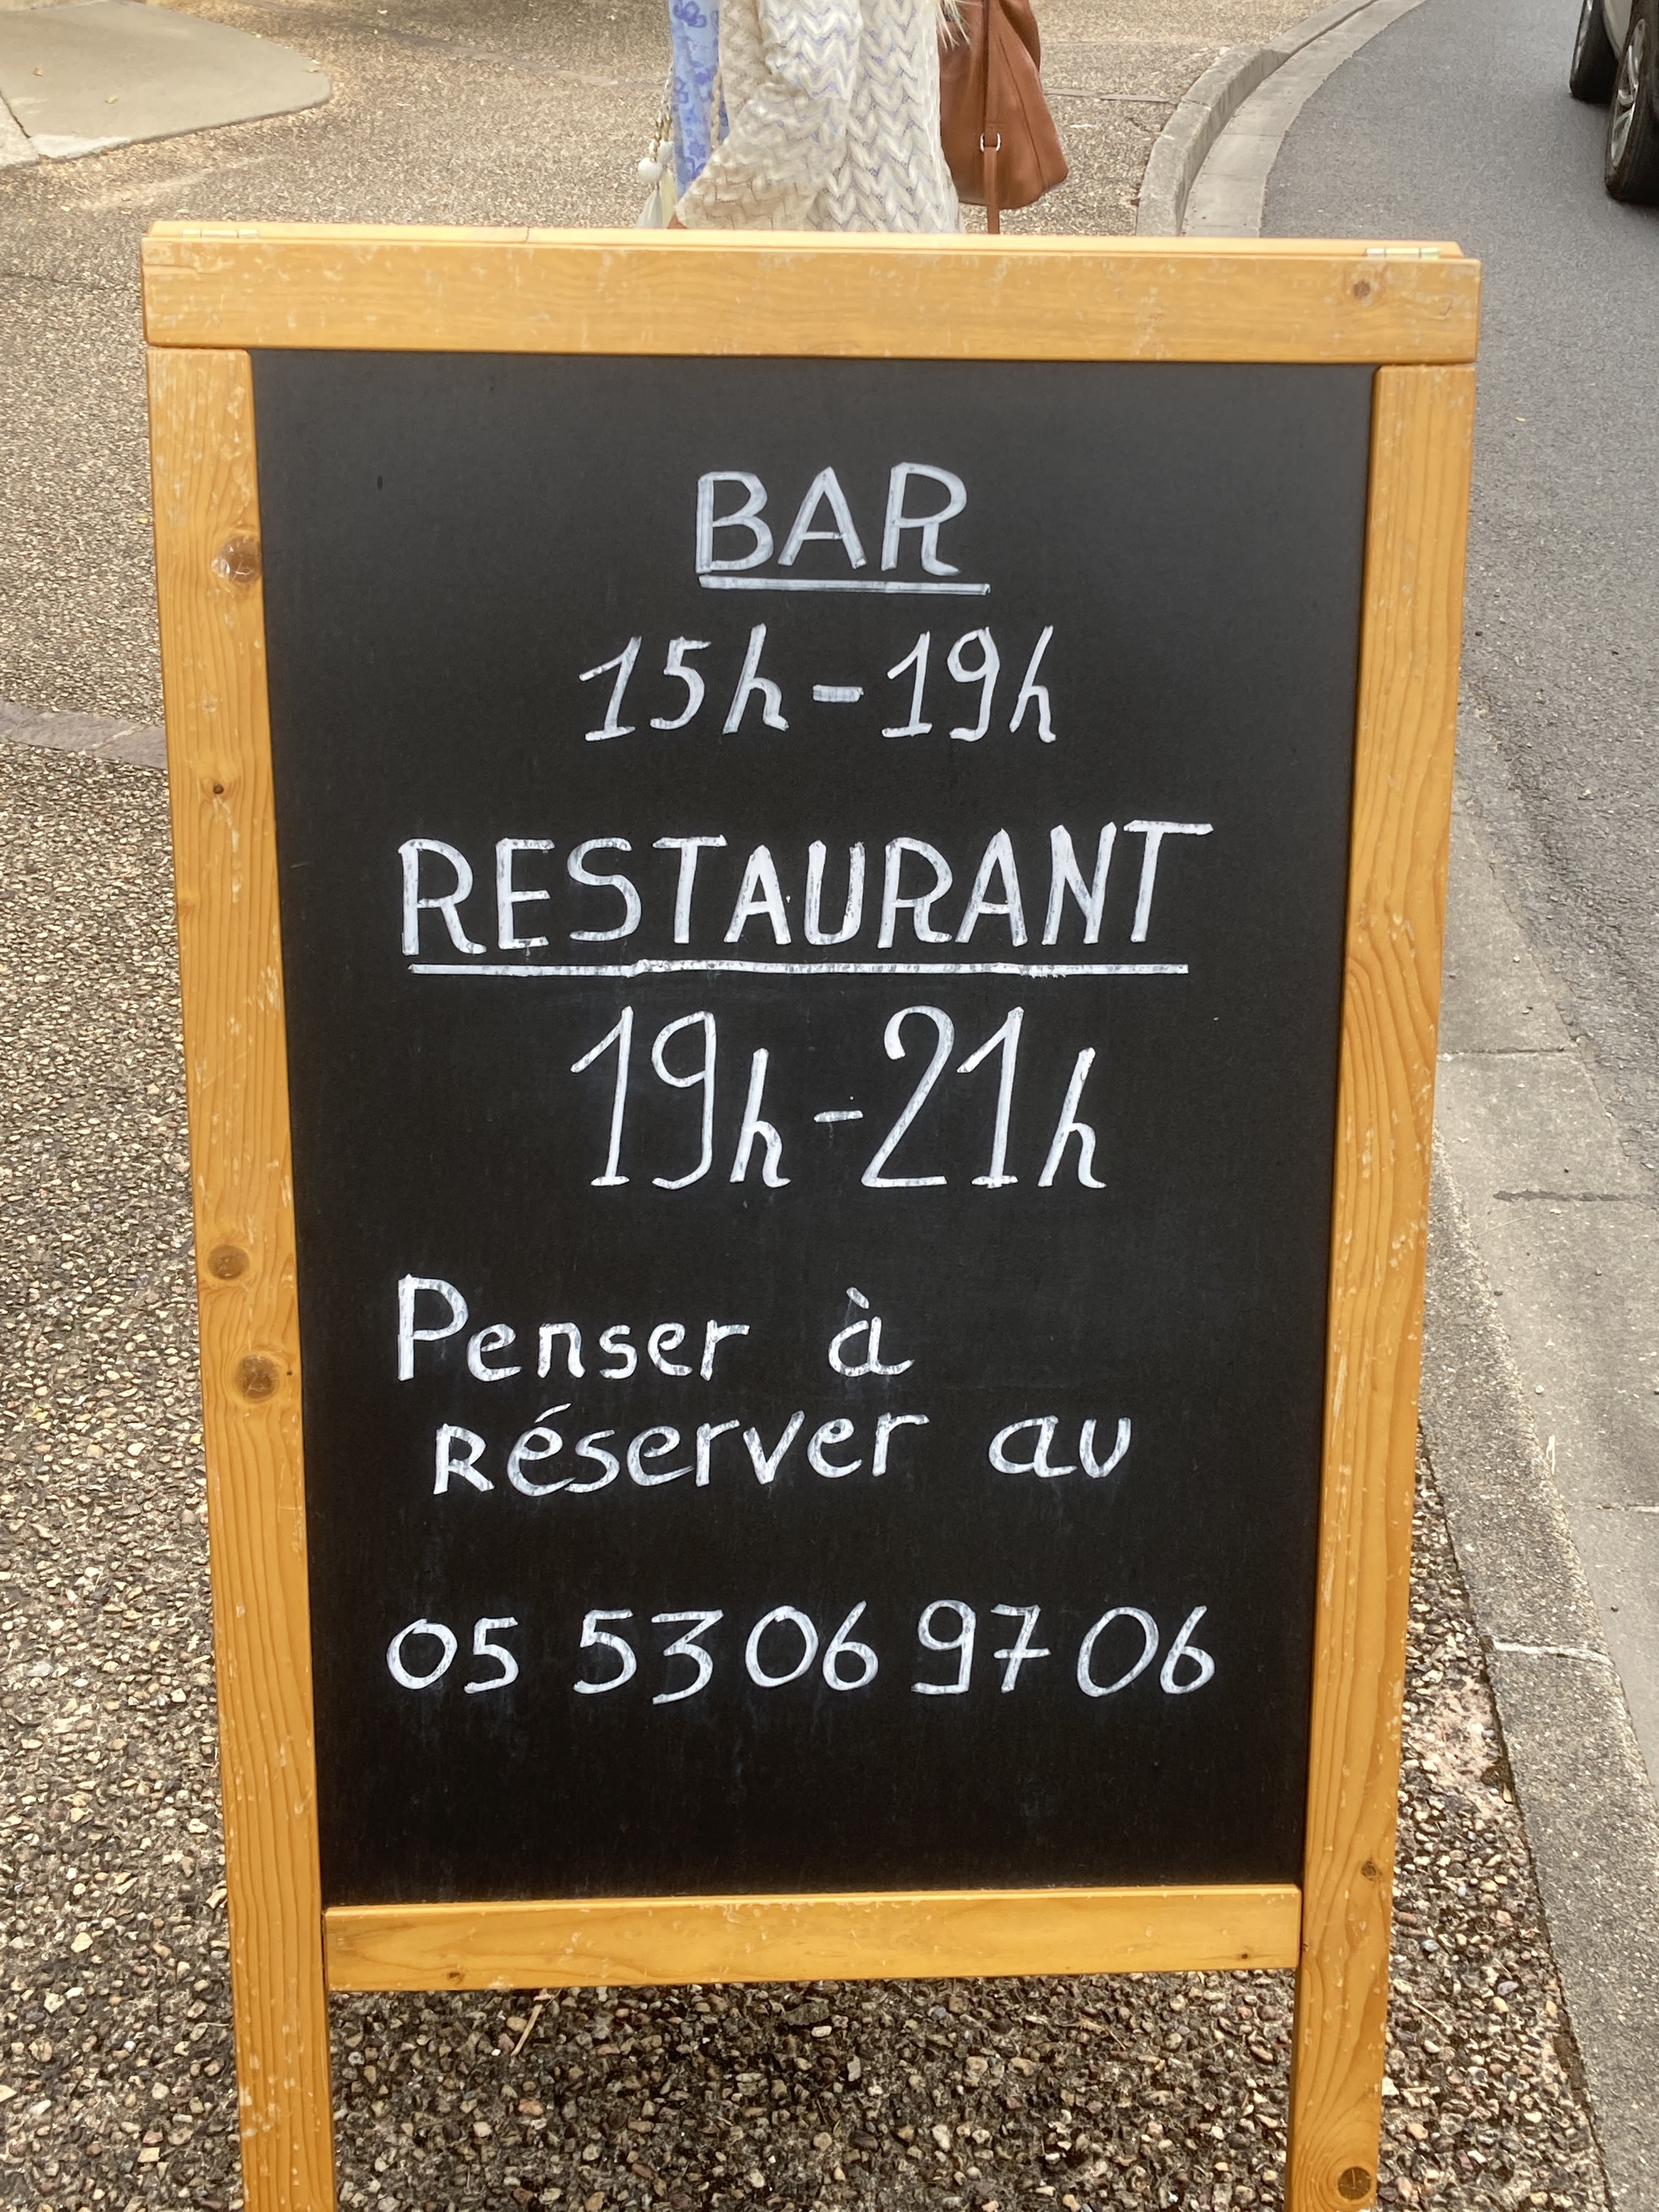 BAR
15h-19h
RESTAURANT
19h-21h
Penser à
réserver au
05 53 06 97 06